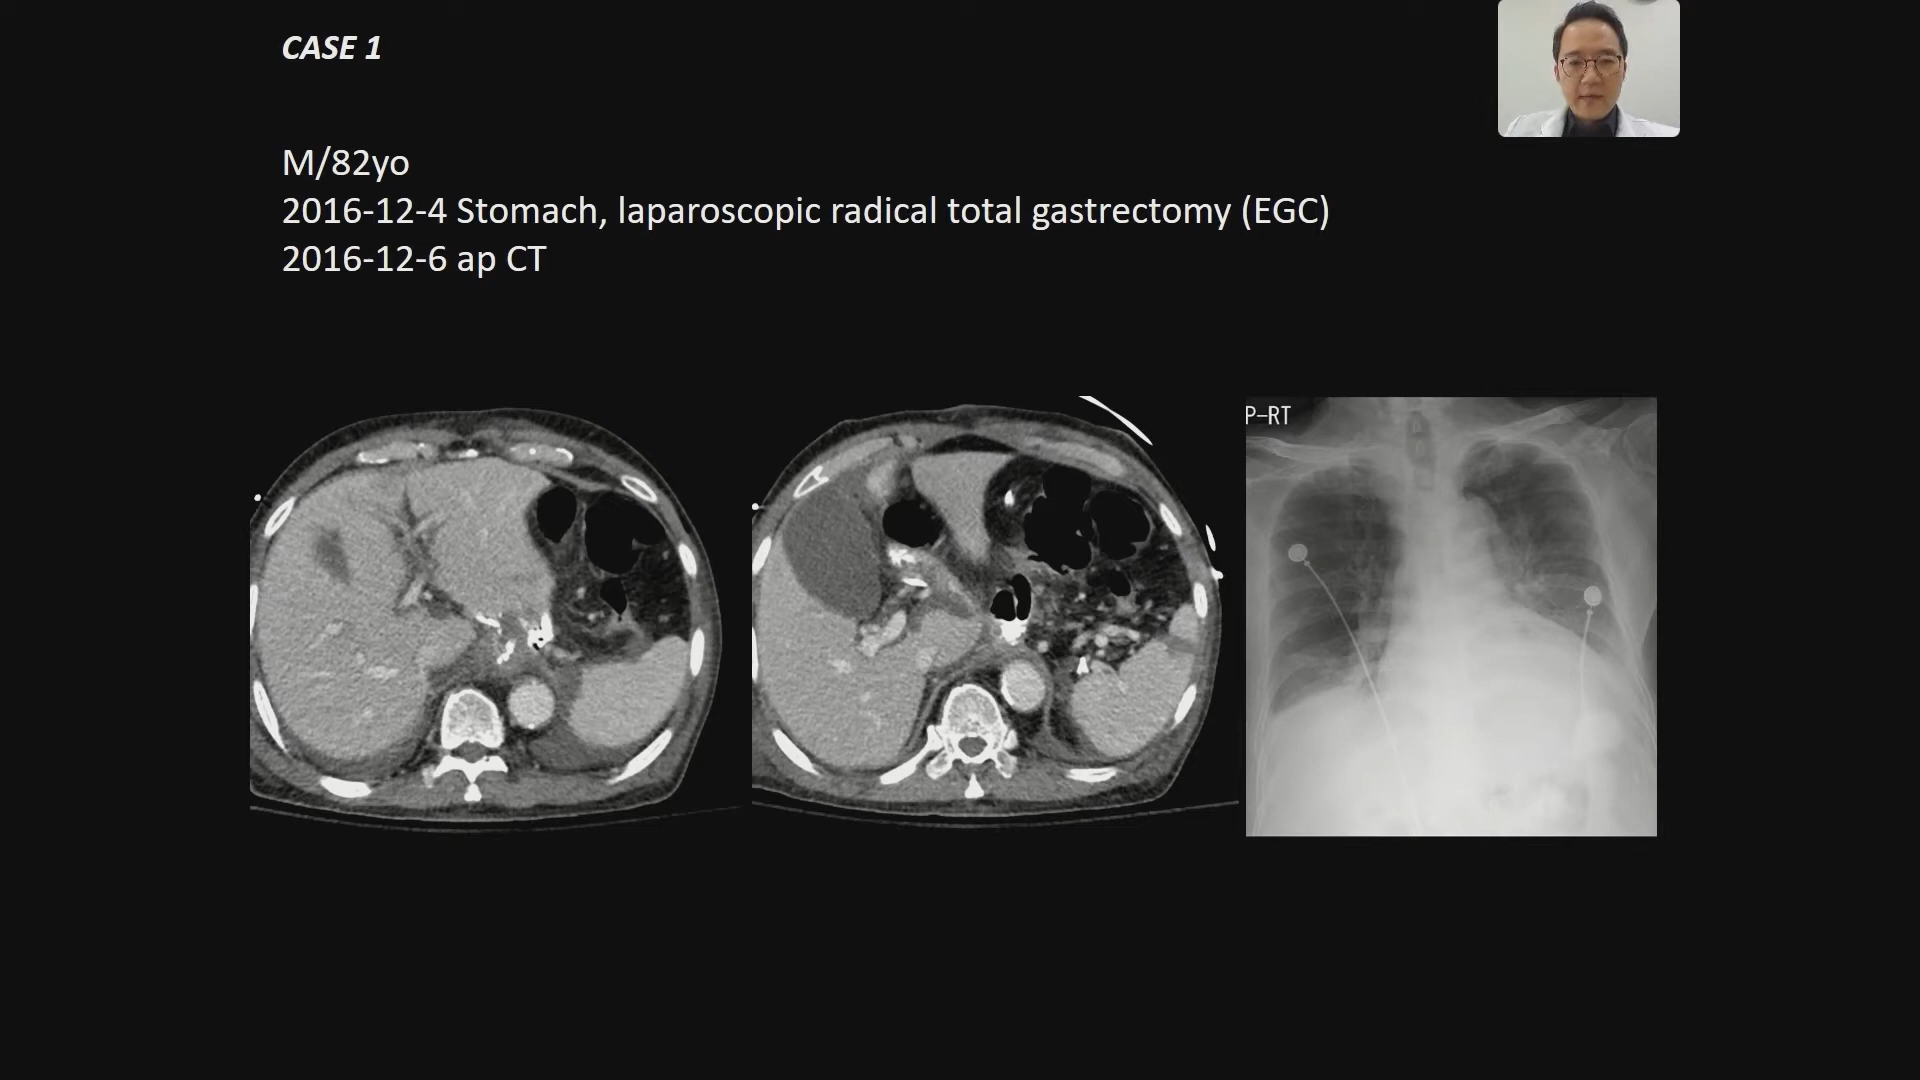 CASE 1
M/82yo
2016-12-4 Stomach, laparoscopic radical total gastrectomy (EGC)
2016-12-6 ap CT
P-RT